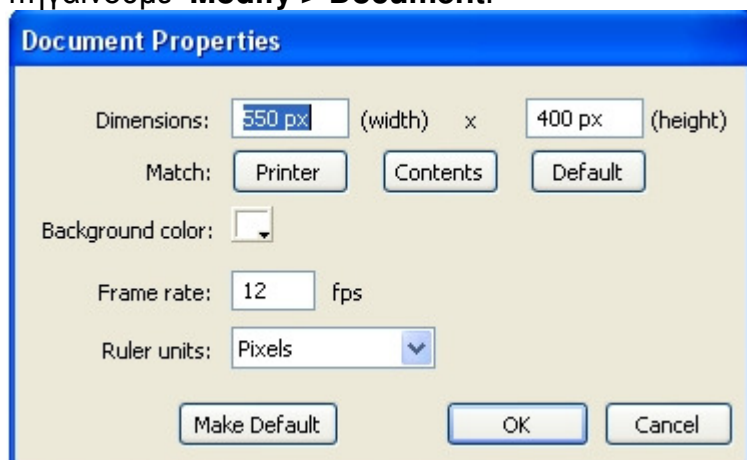 πηγαίνουμε Modify > Document.
Document Properties
Dimensions: 550 px (width) x 400 px (height)
Match: Printer Contents Default
Background color:
Frame rate: 12 fps
Ruler units: Pixels
Make Default OK Cancel